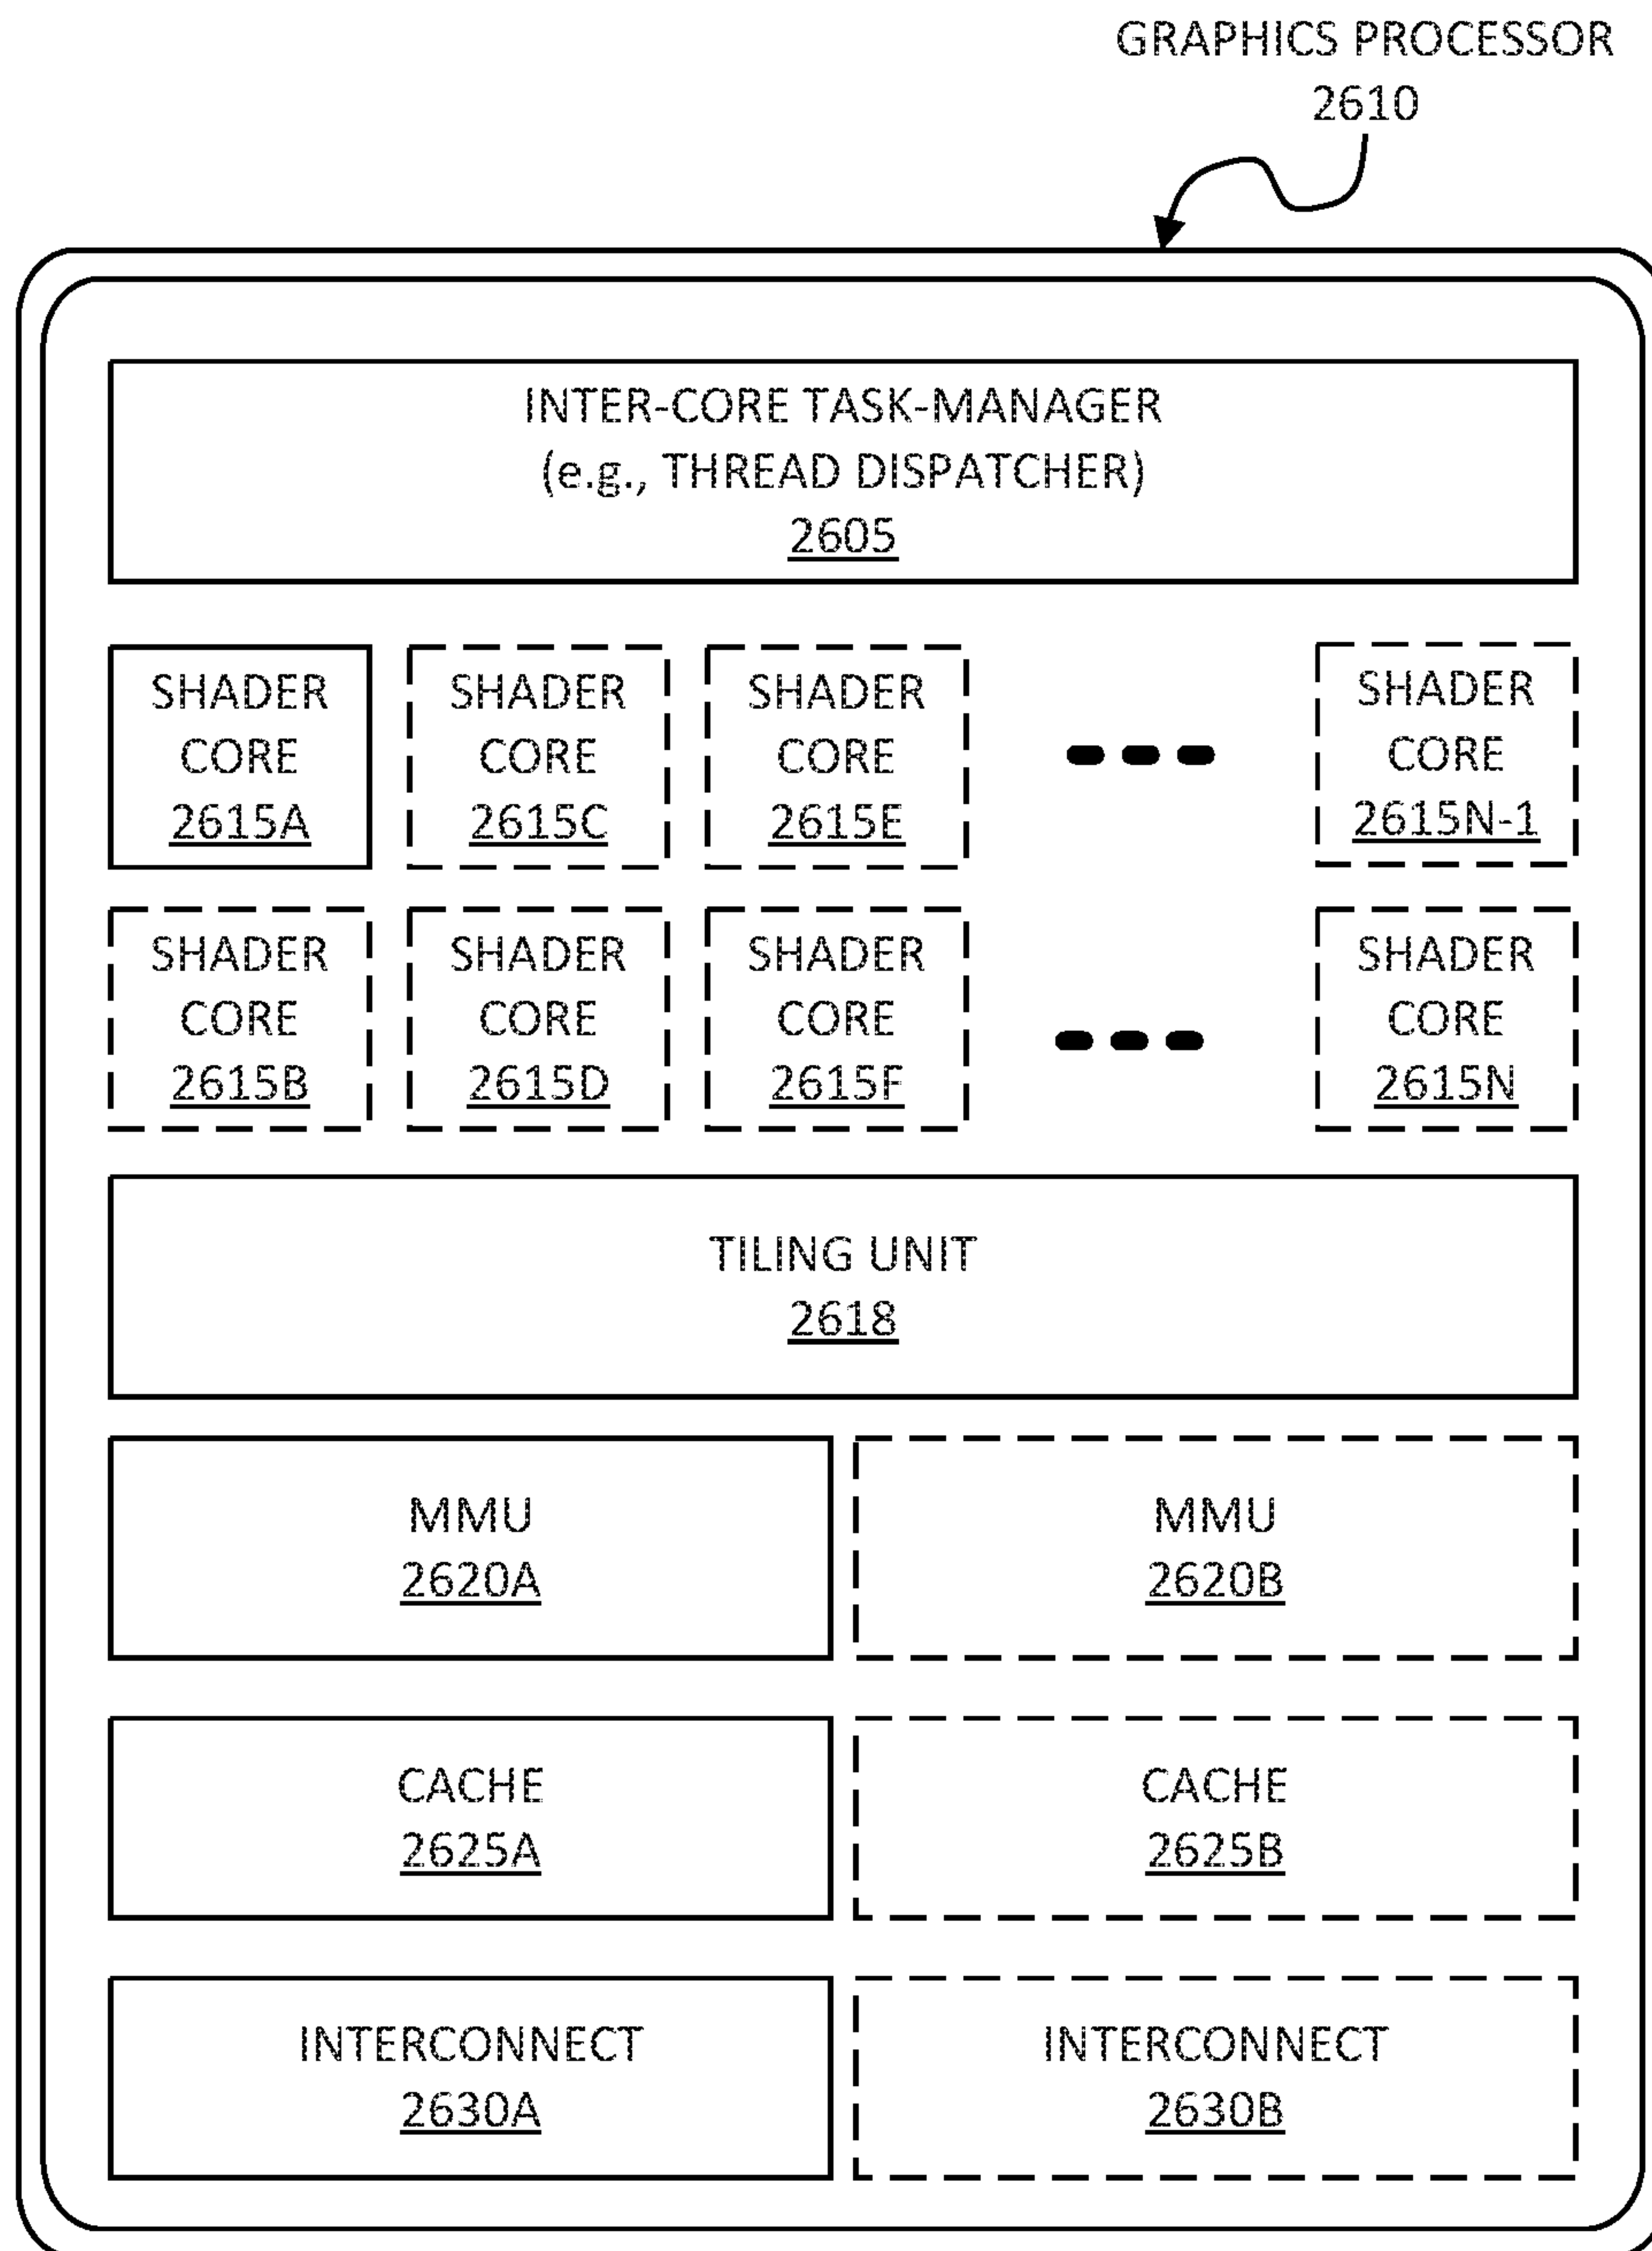 GRAPHICS PROCESSOR
2610
INTER-CORE TASK-MANAGER
(e.g., THREAD DISPATCHER)
2605
SHADER
CORE
2615A
SHADER
CORE
2615C
SHADER
CORE
2615E
SHADER
CORE
2615N-1
SHADER
CORE
2615B
SHADER
CORE
2615D
SHADER
CORE
2615F
SHADER
CORE
2615N
TILING UNIT
2618
MMU
2620A
MMU
2620B
CACHE
2625A
CACHE
2625B
INTERCONNECT
2630A
INTERCONNECT
2630B